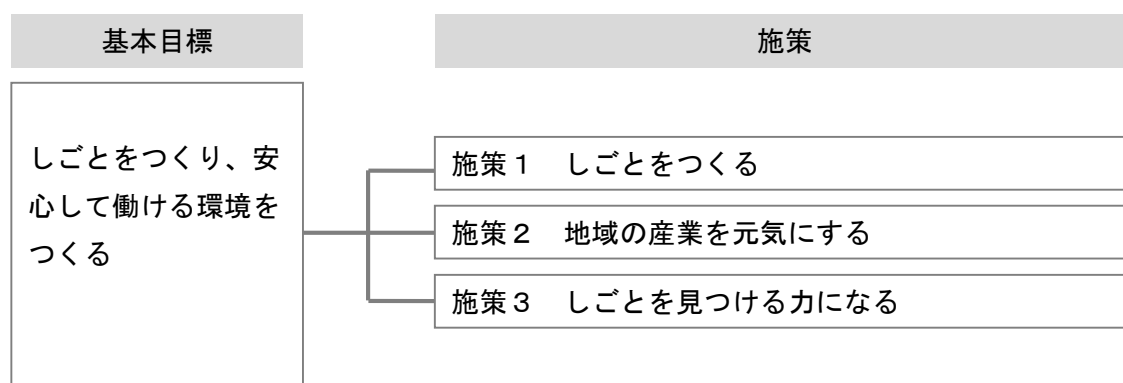 基本目標
施策
しごとをつくり、安
心して働ける環境を
つくる
施策１　しごとをつくる
施策２　地域の産業を元気にする
施策３　しごとを見つける力になる